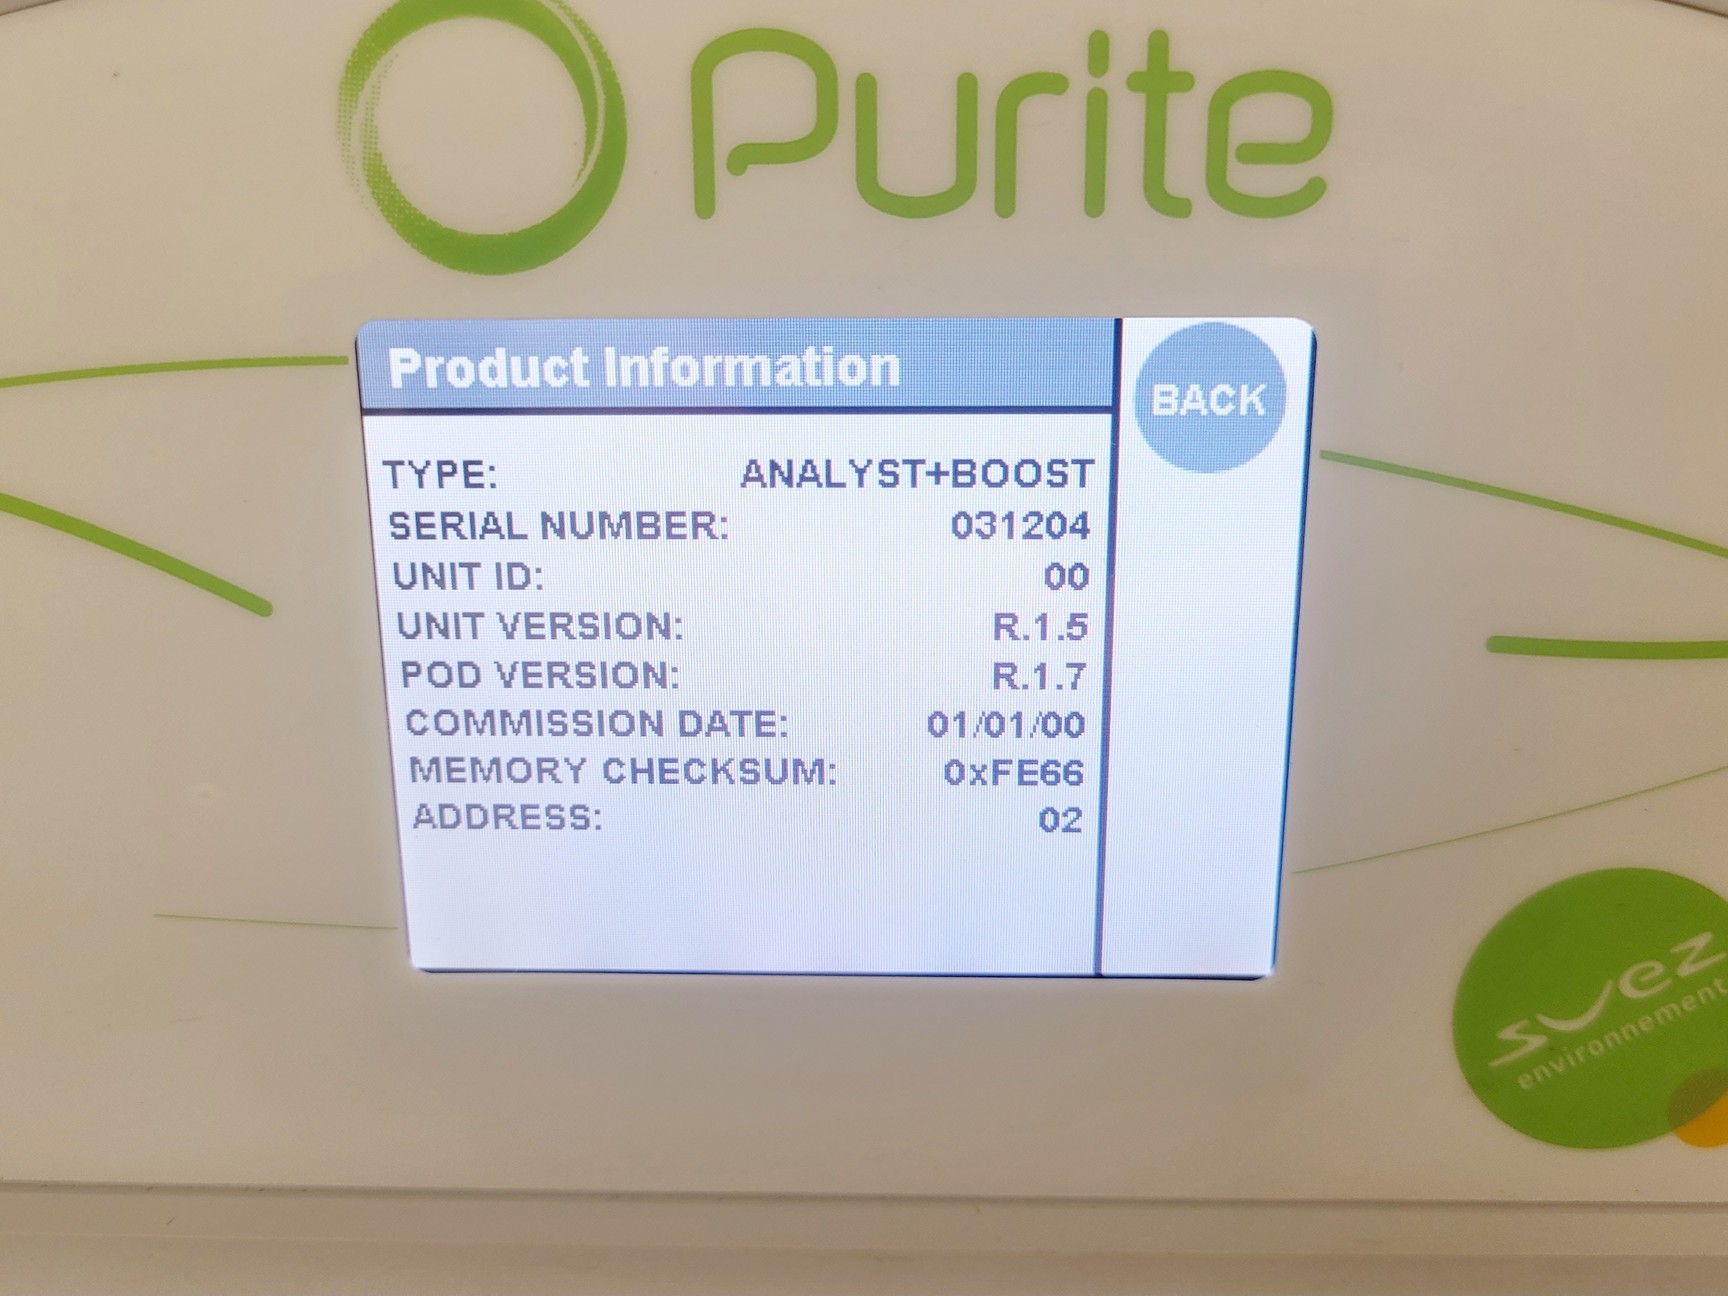 Purite
Product Information
BACK
TYPE: ANALYST+BOOST
SERIAL NUMBER: 031204
UNIT ID: 00
UNIT VERSION: R.1.5
POD VERSION: R.1.7
COMMISSION DATE: 01/01/00
MEMORY CHECKSUM: 0xFE66
ADDRESS: 02
suez
environnement